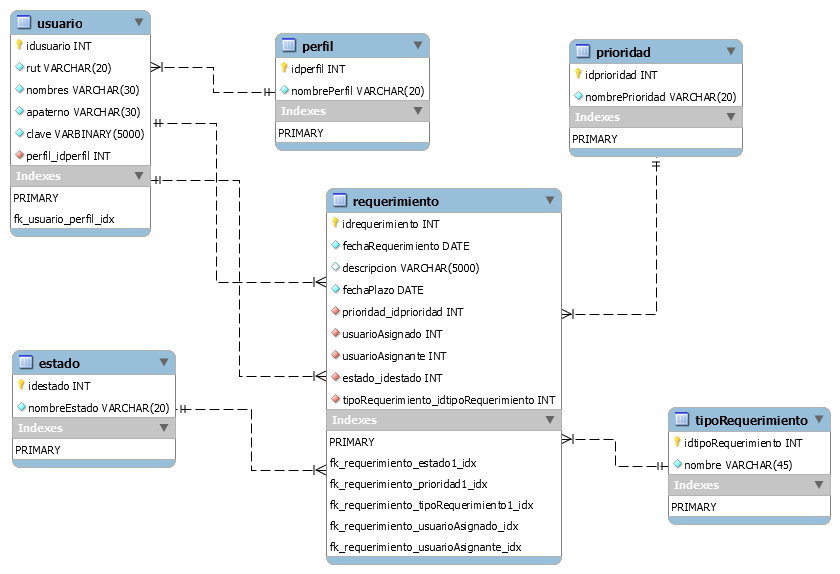 usuario
idusuario INT
rut VARCHAR(20)
nombres VARCHAR(30)
apaterno VARCHAR(30)
clave VARBINARY(5000)
perfil_idperfil INT
Indexes
PRIMARY
fk_usuario_perfil_idx
perfil
idperfil INT
nombrePerfil VARCHAR(20)
Indexes
PRIMARY
prioridad
idprioridad INT
nombrePrioridad VARCHAR(20)
Indexes
PRIMARY
requerimiento
idrequerimiento INT
fechaRequerimiento DATE
descripcion VARCHAR(5000)
fechaPlazo DATE
prioridad_idprioridad INT
usuarioAsignado INT
usuarioAsignante INT
estado_idestado INT
tipoRequerimiento_idtipoRequerimiento INT
Indexes
PRIMARY
fk_requerimiento_estado1_idx
fk_requerimiento_prioridad1_idx
fk_requerimiento_tipoRequerimiento1_idx
fk_requerimiento_usuarioAsignado_idx
fk_requerimiento_usuarioAsignante_idx
estado
idestado INT
nombreEstado VARCHAR(20)
Indexes
PRIMARY
tipoRequerimiento
idtipoRequerimiento INT
nombre VARCHAR(45)
Indexes
PRIMARY